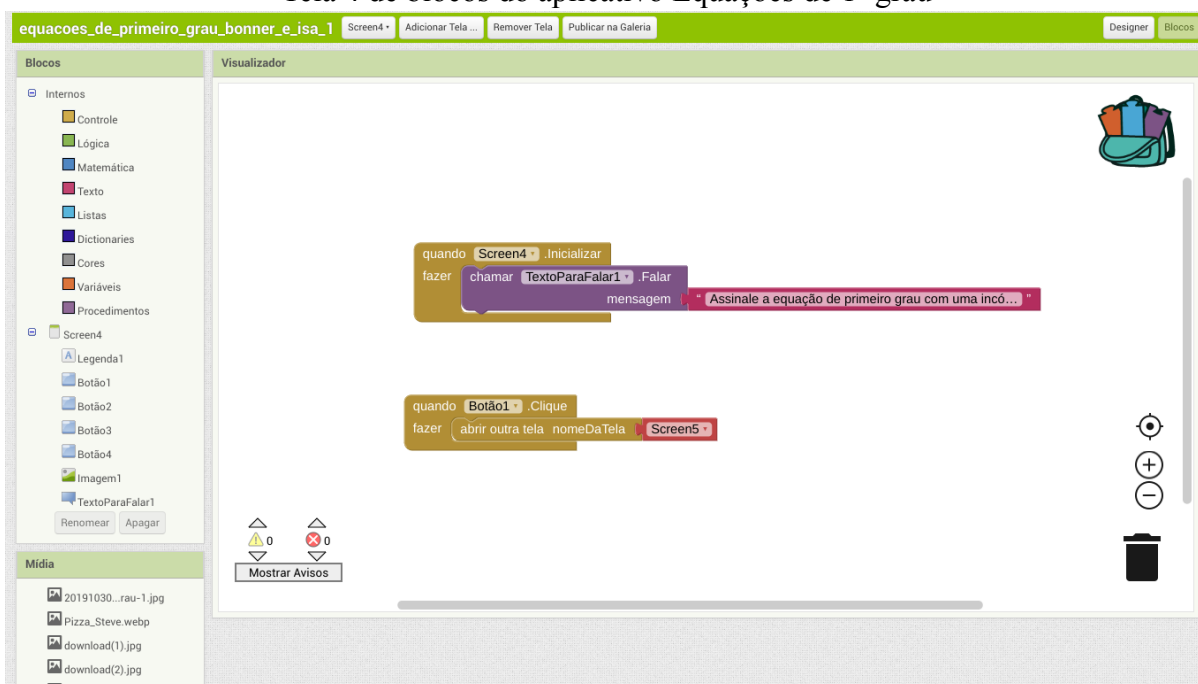 Tela 4 de blocos do aplicativo Equações de 1º grau
equacoes_de_primeiro_grau_bonner_e_isa_1 Screen4 Adicionar Tela ... Remover Tela Publicar na Galeria Designer Blocos
Blocos
Internos
Controle
Lógica
Matemática
Texto
Listas
Dictionaries
Cores
Variáveis
Procedimentos
Screen4
Legenda1
Botão1
Botão2
Botão3
Botão4
Imagem1
TextoParaFalar1
Renomear Apagar
Mídia
20191030...rau-1.jpg
Pizza_Steve.webp
download(1).jpg
download(2).jpg
Visualizador
quando Screen4 .Inicializar
fazer chamar TextoParaFalar1 .Falar
mensagem “ Assinale a equação de primeiro grau com uma incó... ”
quando Botão1 .Clique
fazer abrir outra tela nomeDaTela Screen5
0 0
Mostrar Avisos